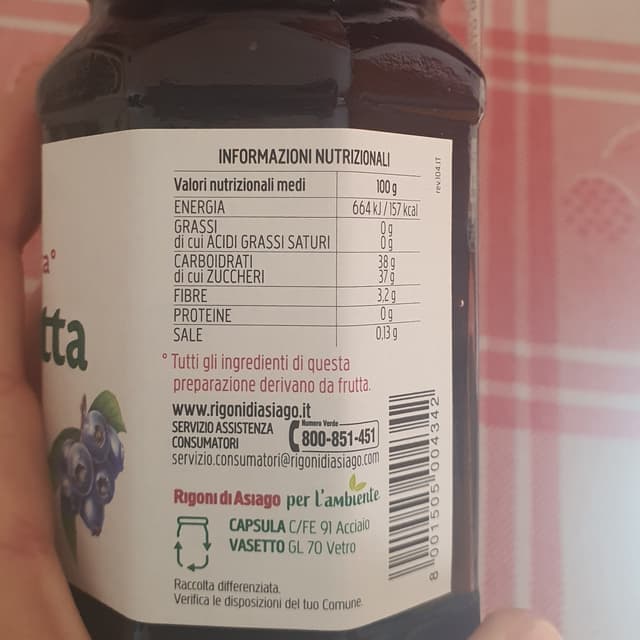 INFORMAZIONI NUTRIZIONALI
Valori nutrizionali medi 100 g
ENERGIA 664 kJ / 157 kcal
GRASSI 0 g
di cui ACIDI GRASSI SATURI 0 g
CARBOIDRATI 38 g
di cui ZUCCHERI 37 g
FIBRE 3,2 g
PROTEINE 0 g
SALE 0,13 g
rev.104.IT
a°
tta
° Tutti gli ingredienti di questa
preparazione derivano da frutta.
www.rigonidiasiago.it
SERVIZIO ASSISTENZA
CONSUMATORI
Numero Verde
800-851-451
servizio.consumatori@rigonidiasiago.com
Rigoni di Asiago per l'ambiente
CAPSULA C/FE 91 Acciaio
VASETTO GL 70 Vetro
Raccolta differenziata.
Verifica le disposizioni del tuo Comune.
8 001505 004342